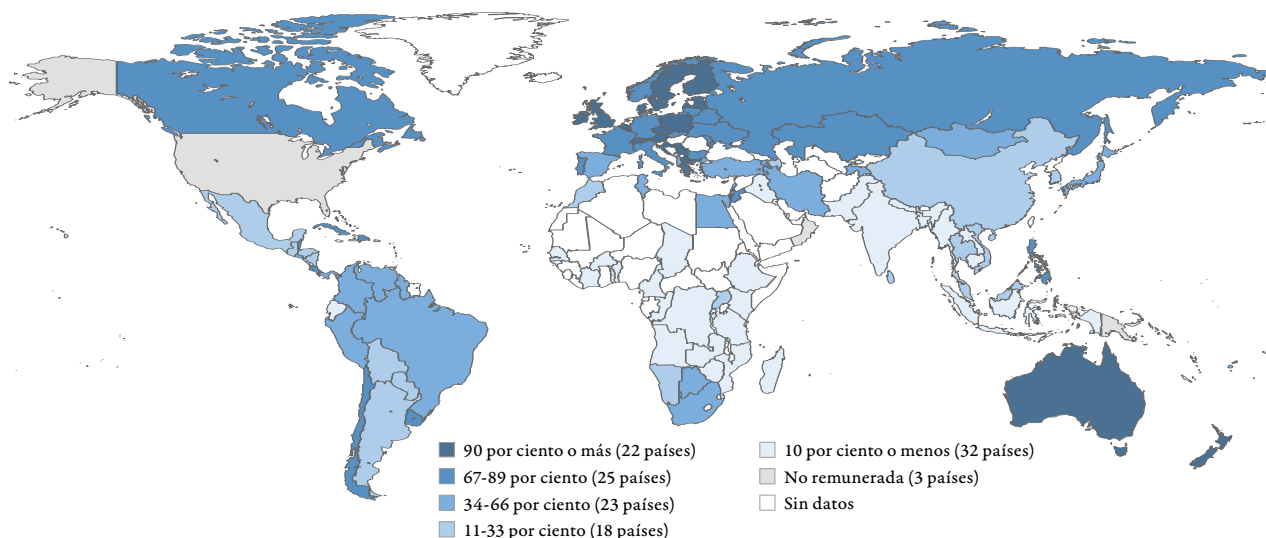 90 por ciento o más (22 países)
67-89 por ciento (25 países)
34-66 por ciento (23 países)
11-33 por ciento (18 países)
10 por ciento o menos (32 países)
No remunerada (3 países)
Sin datos